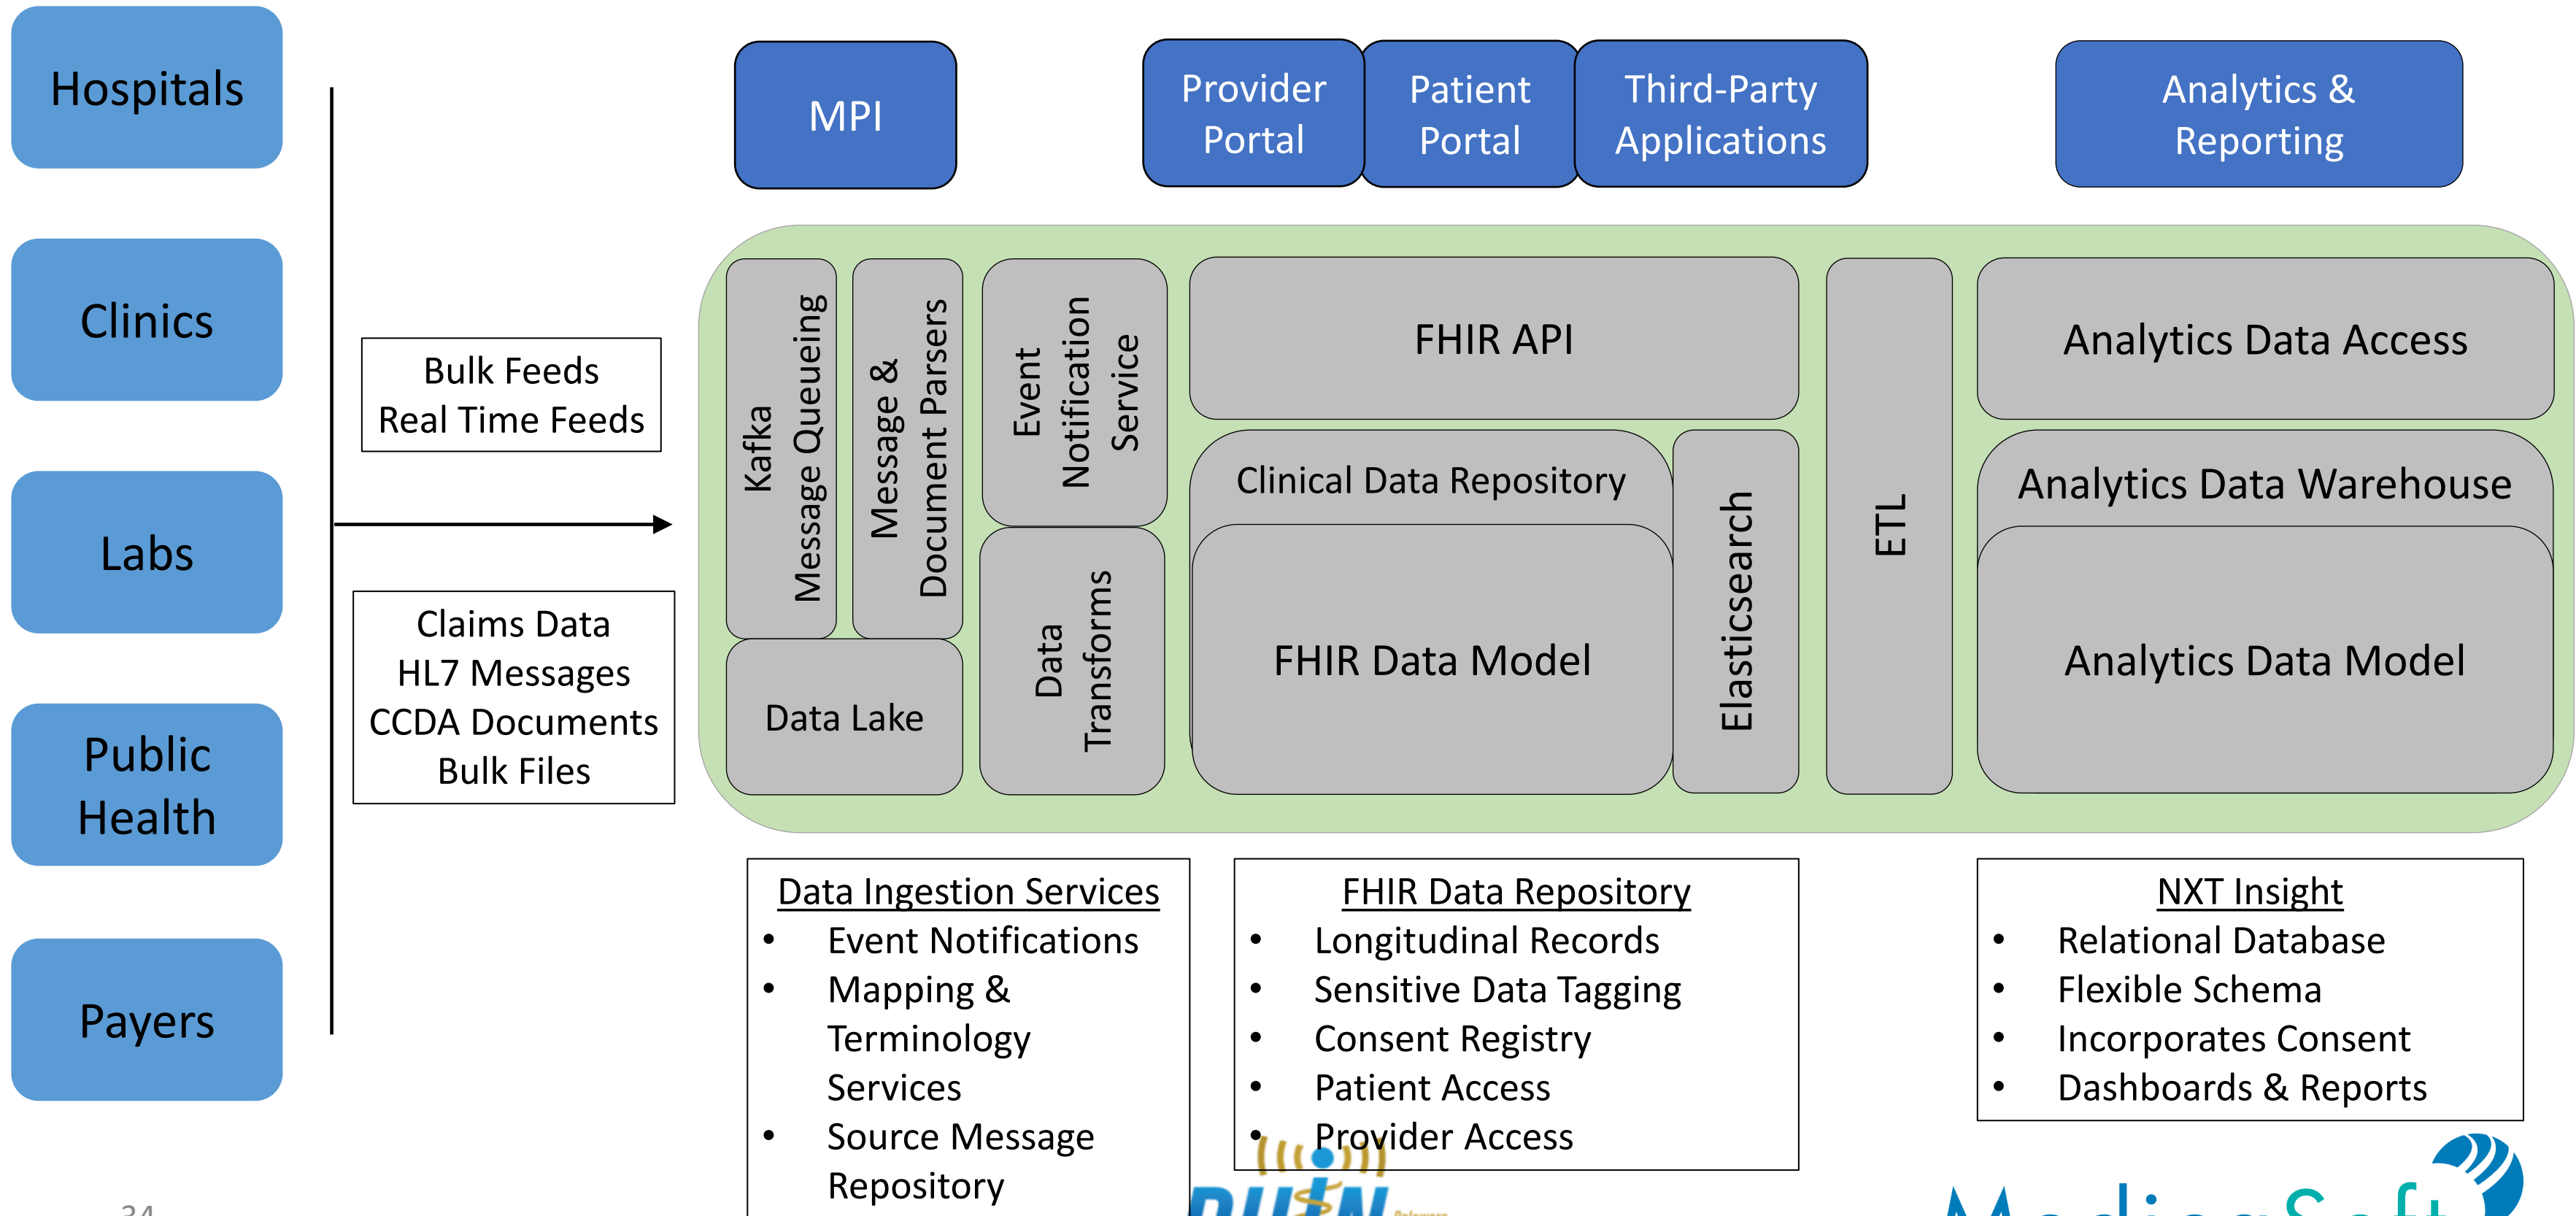 Hospitals
Clinics
Labs
Public
Health
Payers
Bulk Feeds
Real Time Feeds
Claims Data
HL7 Messages
CCDA Documents
Bulk Files
MPI
Provider
Portal
Patient
Portal
Third-Party
Applications
Analytics &
Reporting
Kafka
Message Queueing
Message &
Document Parsers
Data Lake
Event
Notification
Service
Data
Transforms
FHIR API
Clinical Data Repository
FHIR Data Model
Elasticsearch
ETL
Analytics Data Access
Analytics Data Warehouse
Analytics Data Model
Data Ingestion Services
• Event Notifications
• Mapping &
Terminology
Services
• Source Message
Repository
FHIR Data Repository
• Longitudinal Records
• Sensitive Data Tagging
• Consent Registry
• Patient Access
• Provider Access
NXT Insight
• Relational Database
• Flexible Schema
• Incorporates Consent
• Dashboards & Reports
34
DHIN
Delaware
MedicaSoft